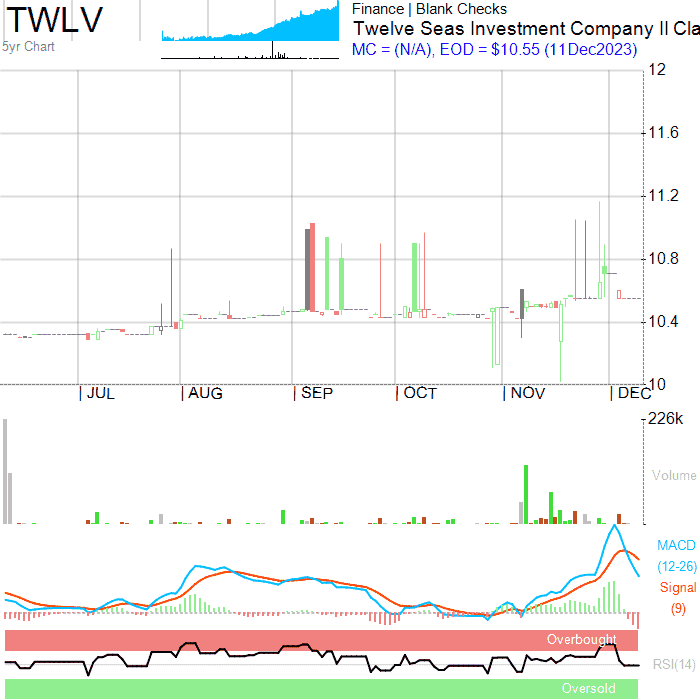 TWLV
5yr Chart
Finance | Blank Checks
Twelve Seas Investment Company II Cla
MC = (N/A), EOD = $10.55 (11Dec2023)
12
11.6
11.2
10.8
10.4
10
| JUL | AUG | SEP | OCT | NOV | DEC
226k
Volume
MACD
(12-26)
Signal
(9)
Overbought
RSI(14)
Oversold